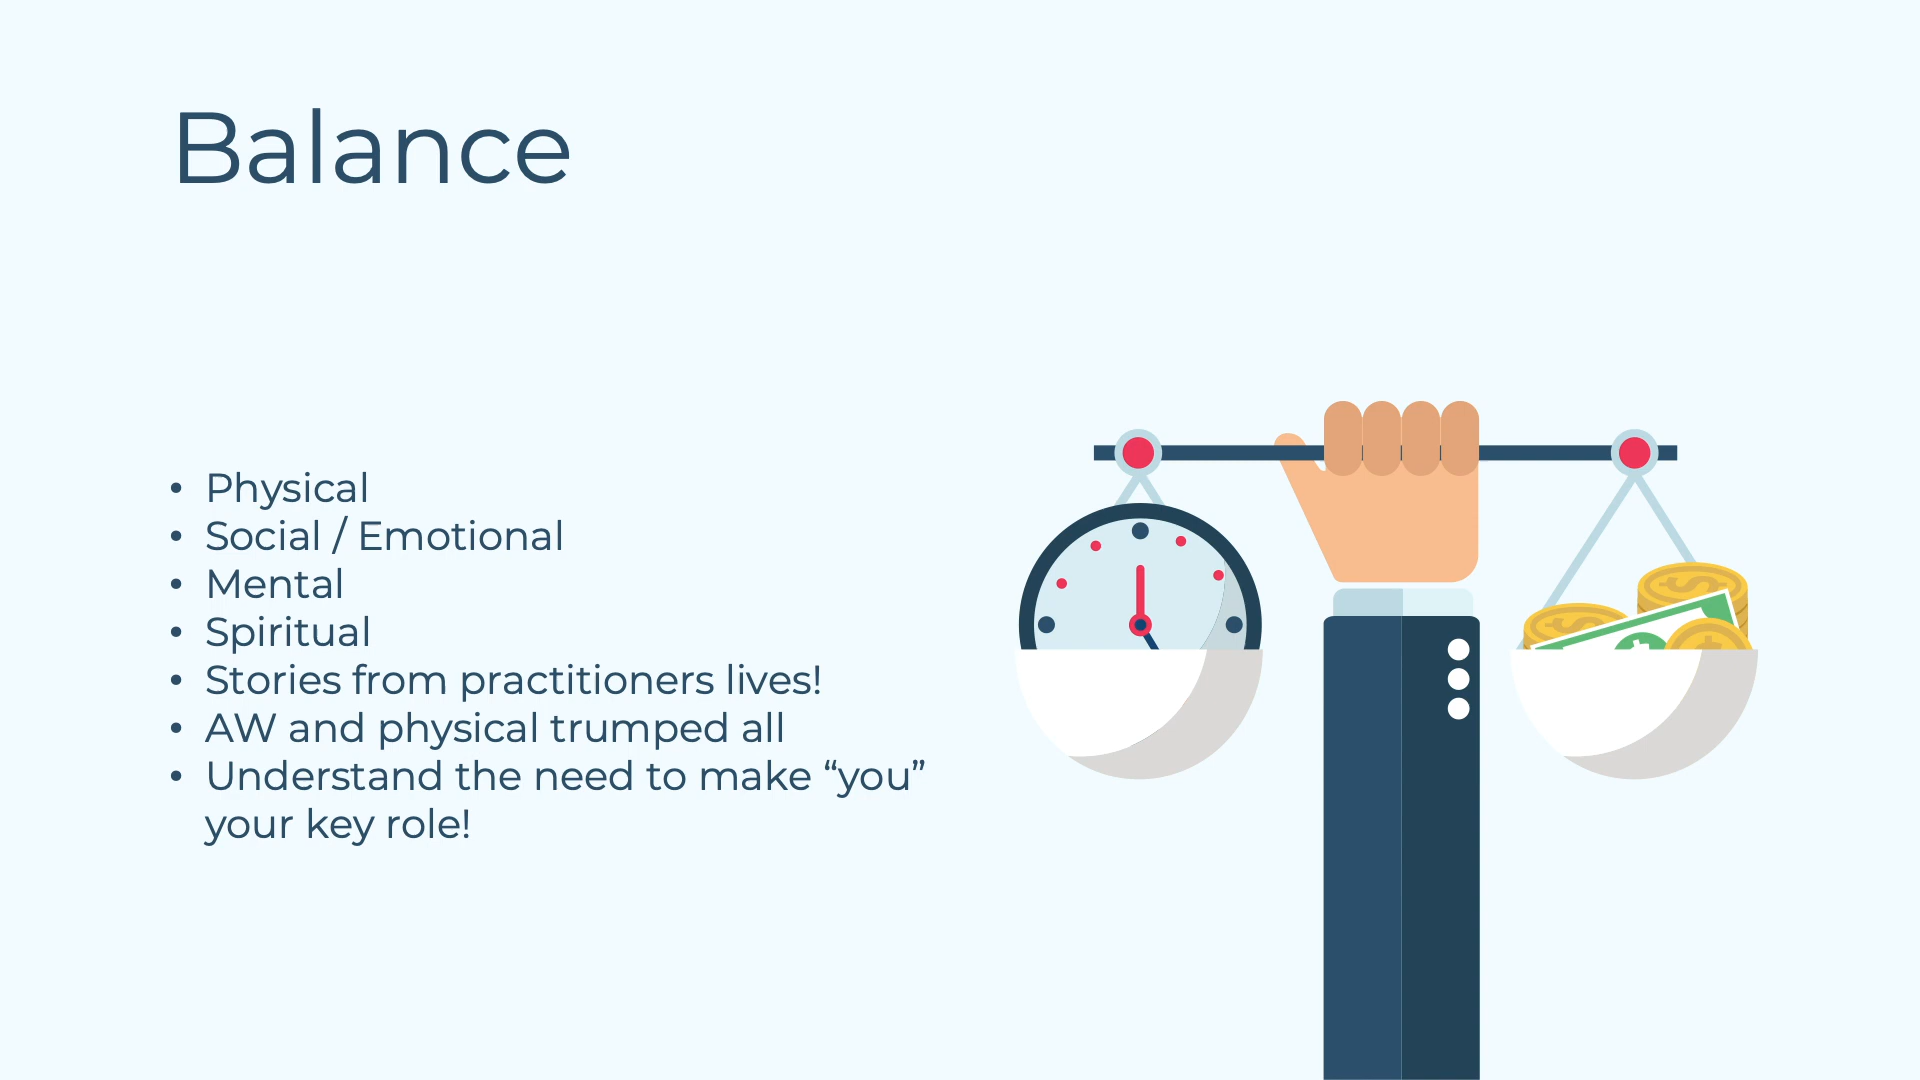 Balance
• Physical
• Social / Emotional
• Mental
• Spiritual
• Stories from practitioners lives!
• AW and physical trumped all
• Understand the need to make “you”
your key role!